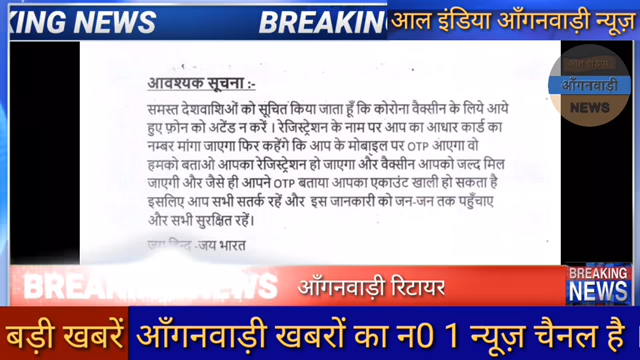 KING NEWS
BREAKING
आल इंडिया आँगनवाड़ी न्यूज़
आल इंडिया
आँगनवाड़ी
NEWS
आवश्यक सूचना :-
समस्त देशवाशिओं को सूचित किया जाता हूँ कि कोरोना वैक्सीन के लिये आये
हुए फ़ोन को अटेंड न करें । रेजिस्ट्रेशन के नाम पर आप का आधार कार्ड का
नम्बर मांगा जाएगा फिर कहेंगे कि आप के मोबाइल पर OTP आएगा वो
हमको बताओ आपका रेजिस्ट्रेशन हो जाएगा और वैक्सीन आपको जल्द मिल
जाएगी और जैसे ही आपने OTP बताया आपका एकाउंट खाली हो सकता है
इसलिए आप सभी सतर्क रहें और इस जानकारी को जन-जन तक पहुँचाए
और सभी सुरक्षित रहें।
जय हिन्द -जय भारत
BREAKING NEWS
आँगनवाड़ी रिटायर
BREAKING
NEWS
बड़ी खबरें
आँगनवाड़ी खबरों का न0 1 न्यूज़ चैनल है